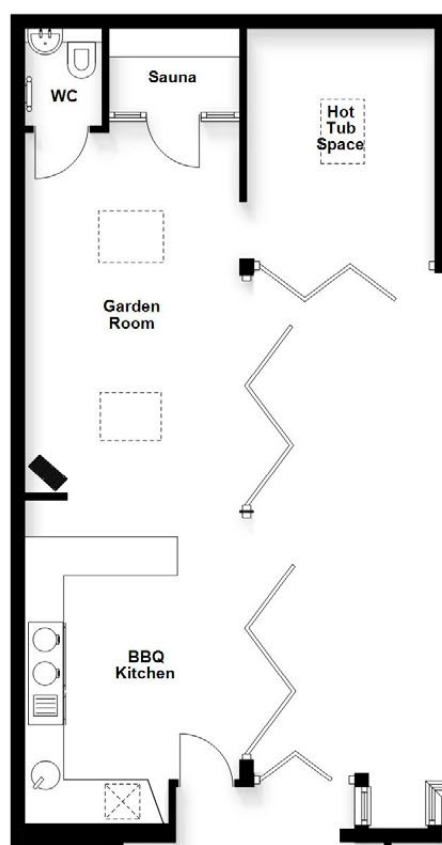 WC
Sauna
Hot
Tub
Space
Garden
Room
BBQ
Kitchen